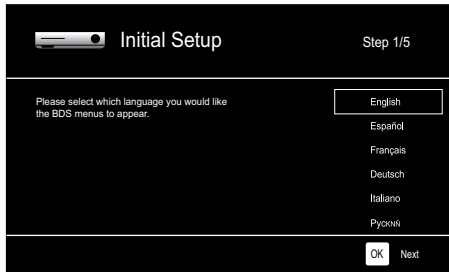 Initial Setup
Step 1/5
Please select which language you would like
the BDS menus to appear.
English
Español
Français
Deutsch
Italiano
РусскNй
OK Next